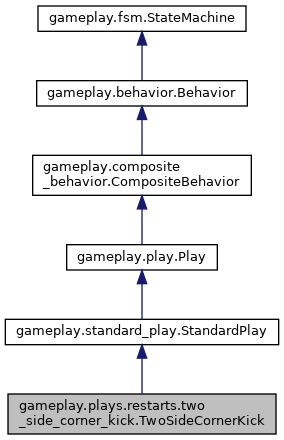 gameplay.fsm.StateMachine
gameplay.behavior.Behavior
gameplay.composite
_behavior.CompositeBehavior
gameplay.play.Play
gameplay.standard_play.StandardPlay
gameplay.plays.restarts.two
_side_corner_kick.TwoSideCornerKick